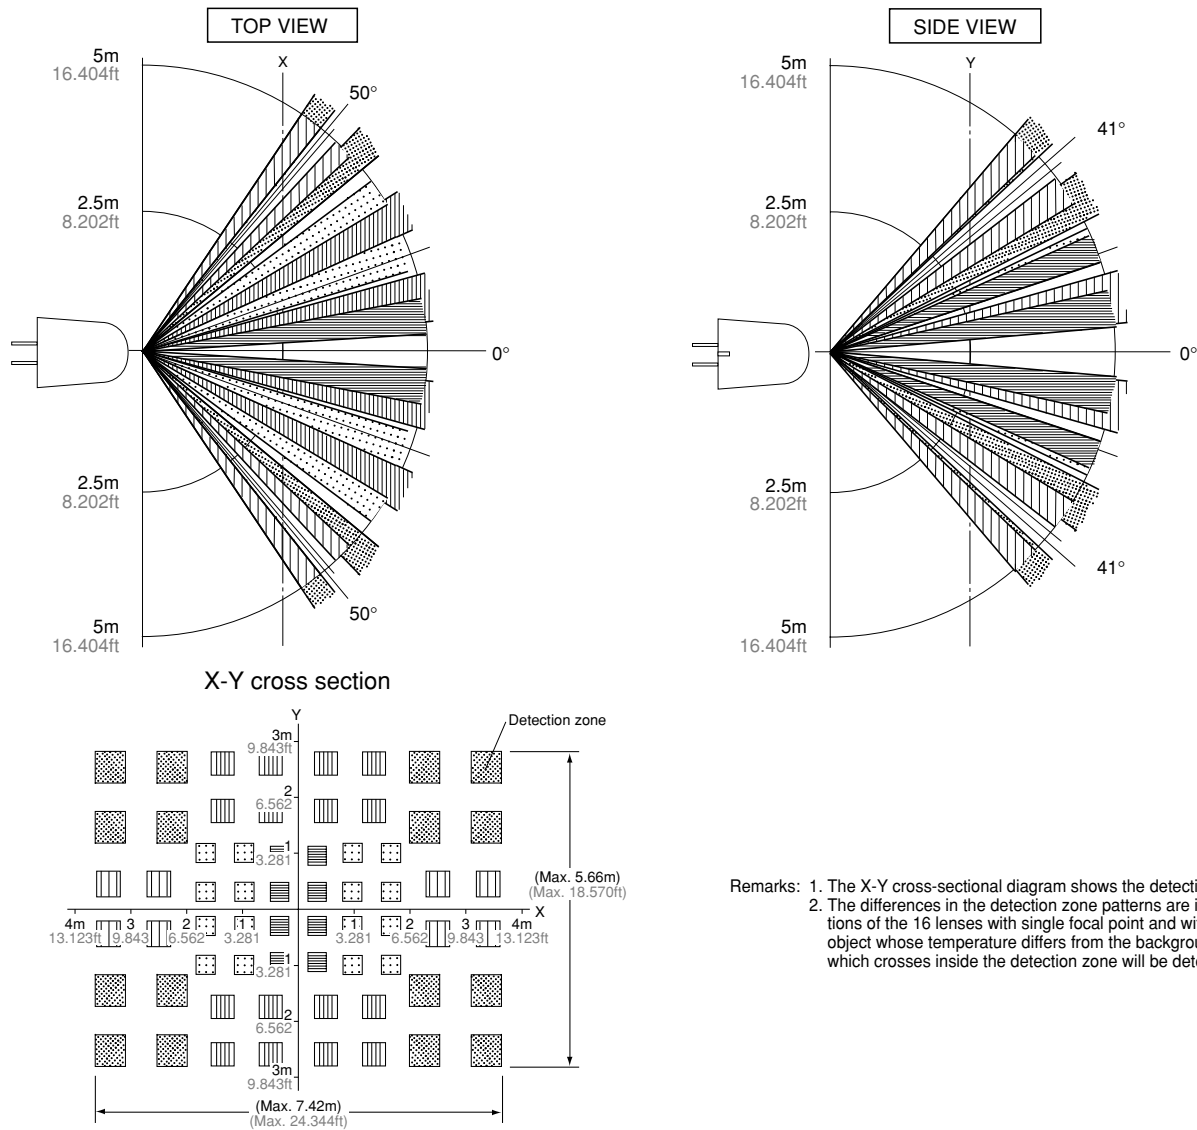 TOP VIEW
SIDE VIEW
5m
16.404ft
X
50°
2.5m
8.202ft
0°
2.5m
8.202ft
50°
5m
16.404ft
5m
16.404ft
Y
41°
2.5m
8.202ft
0°
2.5m
8.202ft
41°
5m
16.404ft
X-Y cross section
Y
Detection zone
3m
9.843ft
2
6.562
1
3.281
(Max. 5.66m)
(Max. 18.570ft)
X
4m 3 2 1 1 2 3 4m
13.123ft 9.843 6.562 3.281 3.281 6.562 9.843 13.123ft
1
3.281
2
6.562
3m
9.843ft
(Max. 7.42m)
(Max. 24.344ft)
Remarks: 1. The X-Y cross-sectional diagram shows the detecti
2. The differences in the detection zone patterns are i
tions of the 16 lenses with single focal point and wi
object whose temperature differs from the backgrou
which crosses inside the detection zone will be dete